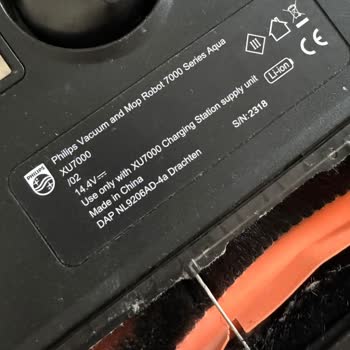 Philips Vacuum and Mop Robot 7000 Series Aqua
XU7000
/02
14.4V⎓
Use only with XU7000 Charging Station supply unit
Made in China
DAP NL9206AD-4a Drachten
S/N:2318
Li-ion
PHILIPS
III
CE